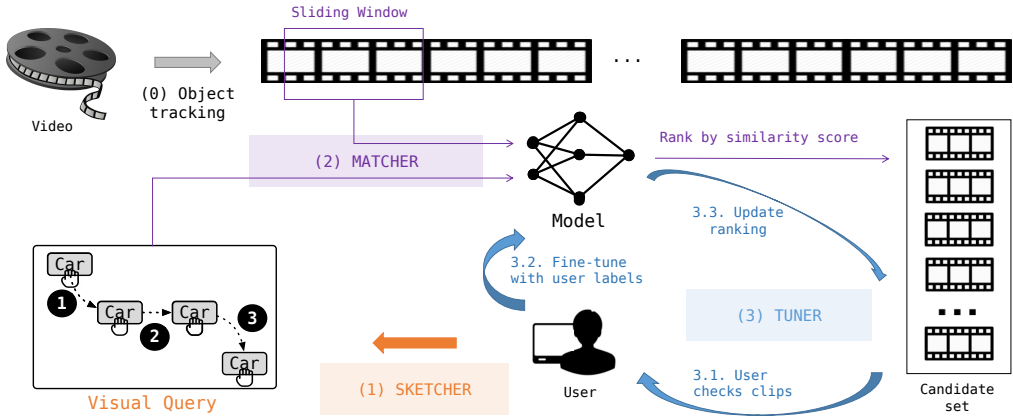 Sliding Window
...
(0) Object
tracking
Video
(2) MATCHER
Rank by similarity score
Model
3.3. Update
ranking
3.2. Fine-tune
with user labels
Car
1
Car
Car
2
3
Car
(3) TUNER
...
(1) SKETCHER
User
3.1. User
checks clips
Visual Query
Candidate
set